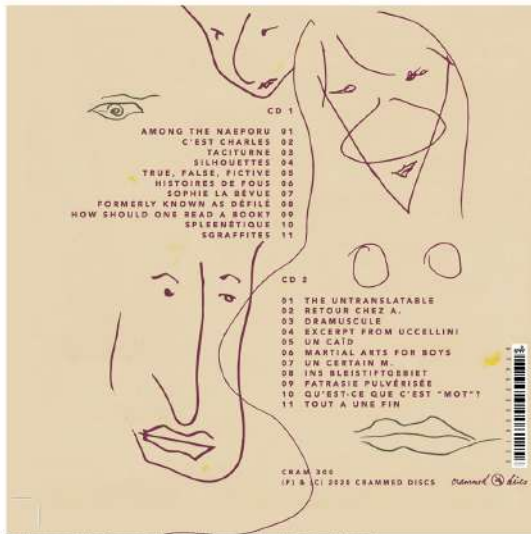 CD 1
AMONG THE NAEPORU 01
C'EST CHARLES 02
TACITURNE 03
SILHOUETTES 04
TRUE, FALSE, FICTIVE 05
HISTOIRES DE FOUS 06
SOPHIE LA BÉVUE 07
FORMERLY KNOWN AS DÉFILÉ 08
HOW SHOULD ONE READ A BOOK? 09
SPLEENÉTIQUE 10
SGRAFFITES 11
CD 2
01 THE UNTRANSLATABLE
02 RETOUR CHEZ A.
03 DRAMUSCULE
04 EXCERPT FROM UCCELLINI
05 UN CAÏD
06 MARTIAL ARTS FOR BOYS
07 UN CERTAIN M.
08 INS BLEISTIFTGEBIET
09 FATRASIE PULVÉRISÉE
10 QU'EST-CE QUE C'EST "MOT"?
11 TOUT A UNE FIN
CRAM 300
(P) & (C) 2020 CRAMMED DISCS
crammed discs